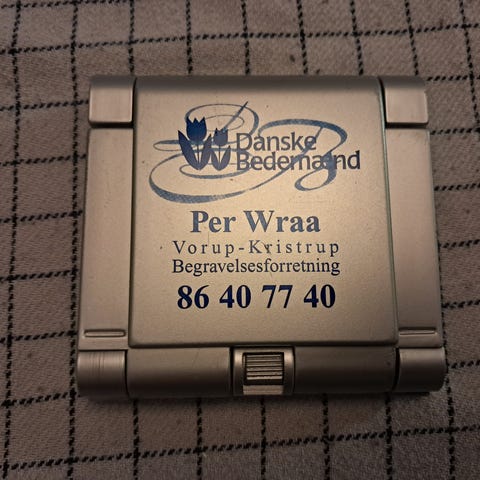 Danske
Bedemænd
Per Wraa
Vorup-Kristrup
Begravelsesforretning
86 40 77 40